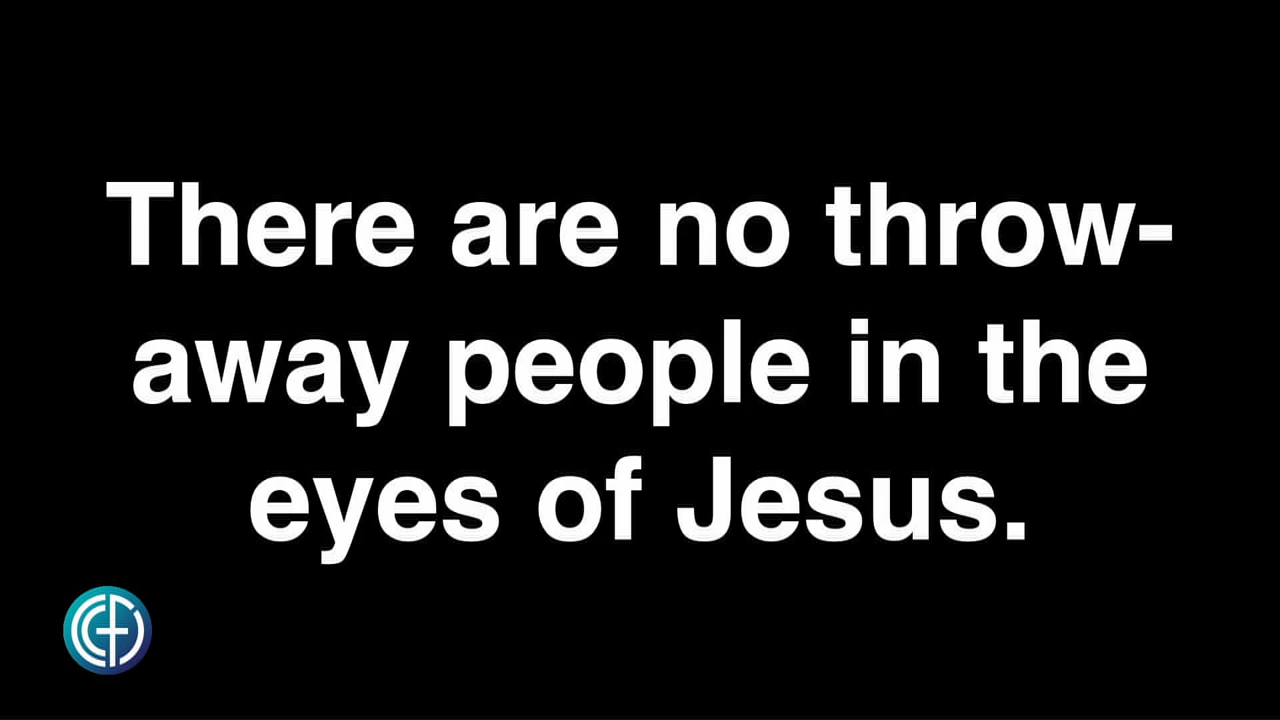 There are no throw-
away people in the
eyes of Jesus.